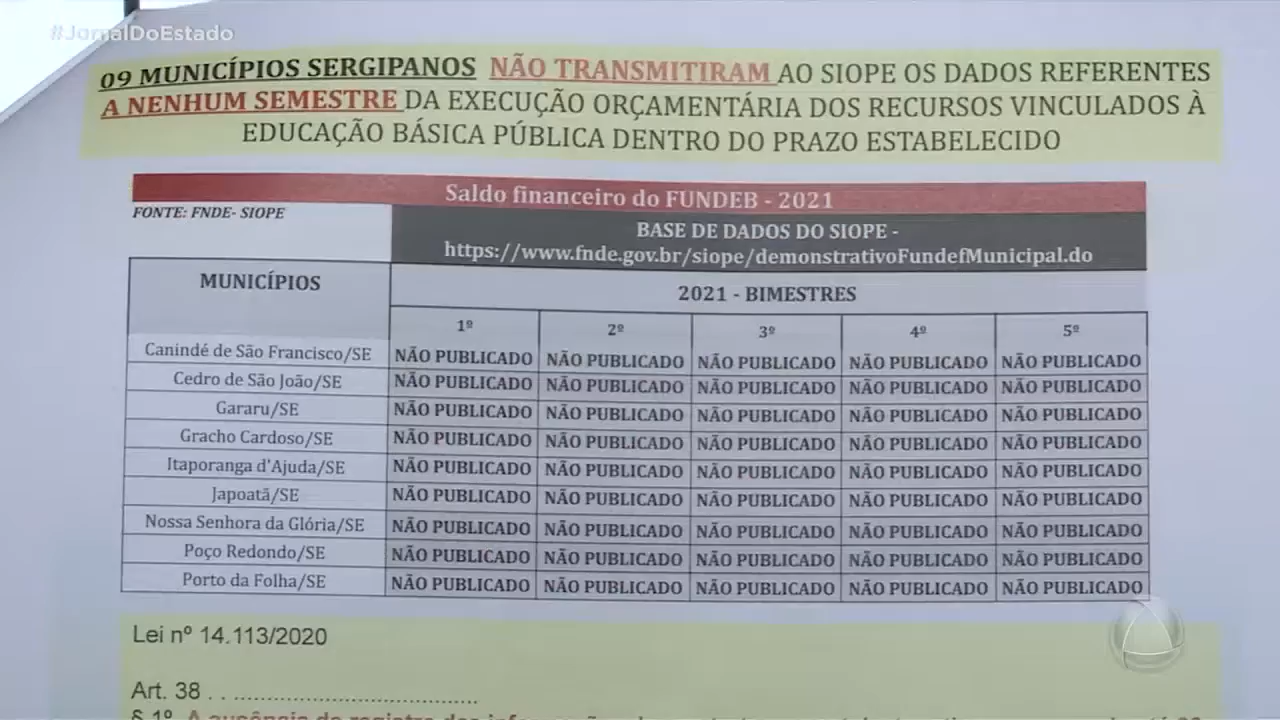 #JornalDoEstado
09 MUNICÍPIOS SERGIPANOS NÃO TRANSMITIRAM AO SIOPE OS DADOS REFERENTES
A NENHUM SEMESTRE DA EXECUÇÃO ORÇAMENTÁRIA DOS RECURSOS VINCULADOS À
EDUCAÇÃO BÁSICA PÚBLICA DENTRO DO PRAZO ESTABELECIDO
Saldo financeiro do FUNDEB - 2021
FONTE: FNDE- SIOPE
BASE DE DADOS DO SIOPE -
https://www.fnde.gov.br/siope/demonstrativoFundefMunicipal.do
MUNICÍPIOS
2021 - BIMESTRES
1º 2º 3º 4º 5º
Canindé de São Francisco/SE NÃO PUBLICADO NÃO PUBLICADO NÃO PUBLICADO NÃO PUBLICADO NÃO PUBLICADO
Cedro de São João/SE NÃO PUBLICADO NÃO PUBLICADO NÃO PUBLICADO NÃO PUBLICADO NÃO PUBLICADO
Gararu/SE NÃO PUBLICADO NÃO PUBLICADO NÃO PUBLICADO NÃO PUBLICADO NÃO PUBLICADO
Gracho Cardoso/SE NÃO PUBLICADO NÃO PUBLICADO NÃO PUBLICADO NÃO PUBLICADO NÃO PUBLICADO
Itaporanga d'Ajuda/SE NÃO PUBLICADO NÃO PUBLICADO NÃO PUBLICADO NÃO PUBLICADO NÃO PUBLICADO
Japoatã/SE NÃO PUBLICADO NÃO PUBLICADO NÃO PUBLICADO NÃO PUBLICADO NÃO PUBLICADO
Nossa Senhora da Glória/SE NÃO PUBLICADO NÃO PUBLICADO NÃO PUBLICADO NÃO PUBLICADO NÃO PUBLICADO
Poço Redondo/SE NÃO PUBLICADO NÃO PUBLICADO NÃO PUBLICADO NÃO PUBLICADO NÃO PUBLICADO
Porto da Folha/SE NÃO PUBLICADO NÃO PUBLICADO NÃO PUBLICADO NÃO PUBLICADO NÃO PUBLICADO
Lei nº 14.113/2020
Art. 38 . . ....................................
§ 1º A ausência de registro das